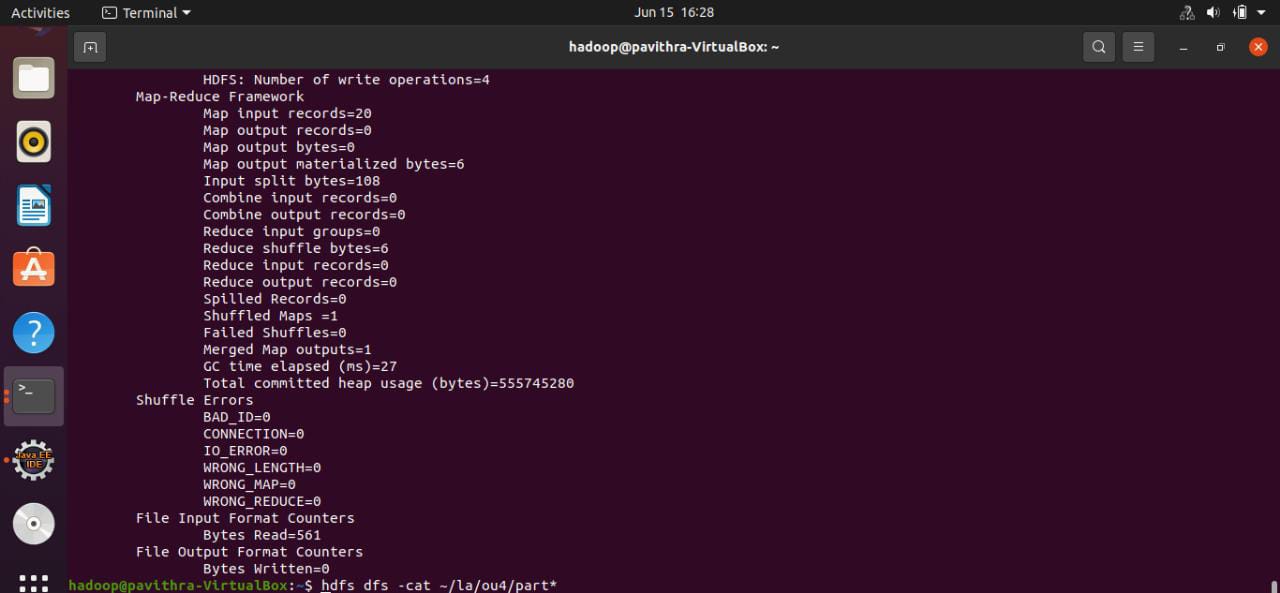 Activities
Terminal
Jun 15 16:28
hadoop@pavithra-VirtualBox: ~
HDFS: Number of write operations=4
Map-Reduce Framework
Map input records=20
Map output records=0
Map output bytes=0
Map output materialized bytes=6
Input split bytes=108
Combine input records=0
Combine output records=0
Reduce input groups=0
Reduce shuffle bytes=6
Reduce input records=0
Reduce output records=0
Spilled Records=0
Shuffled Maps =1
Failed Shuffles=0
Merged Map outputs=1
GC time elapsed (ms)=27
Total committed heap usage (bytes)=555745280
Shuffle Errors
BAD_ID=0
CONNECTION=0
IO_ERROR=0
WRONG_LENGTH=0
WRONG_MAP=0
WRONG_REDUCE=0
File Input Format Counters
Bytes Read=561
File Output Format Counters
Bytes Written=0
hadoop@pavithra-VirtualBox:~$ hdfs dfs -cat ~/la/ou4/part*
Java EE
IDE